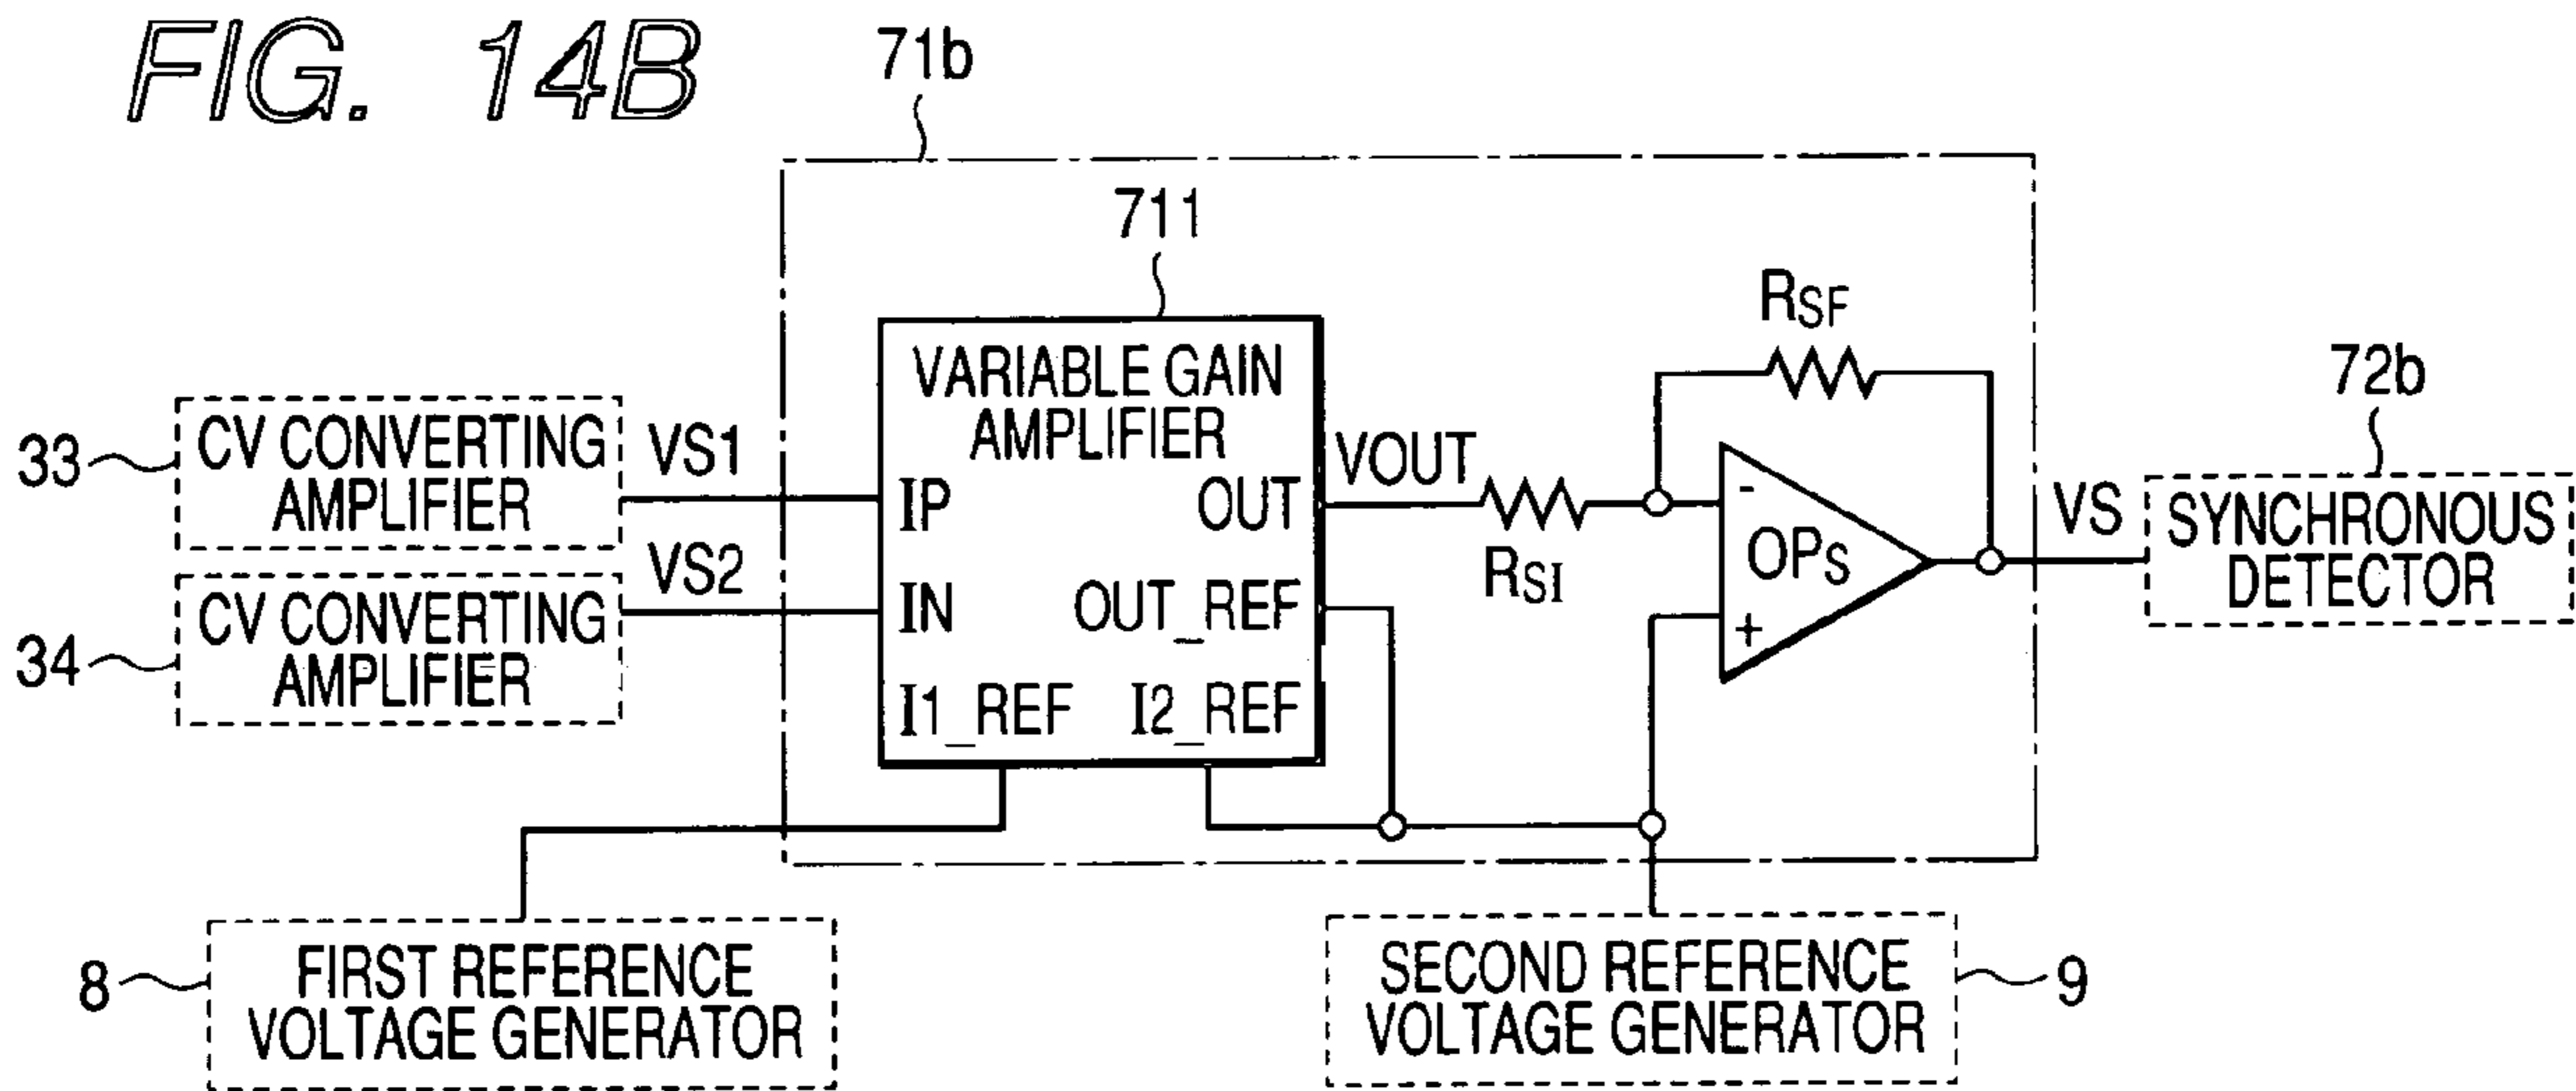 FIG. 14B
71b
711
VARIABLE GAIN
AMPLIFIER
IP
IN
I1_REF
OUT
OUT_REF
I2_REF
33
CV CONVERTING
AMPLIFIER
VS1
34
CV CONVERTING
AMPLIFIER
VS2
VOUT
RSI
RSF
-
OPS
+
VS
72b
SYNCHRONOUS
DETECTOR
8
FIRST REFERENCE
VOLTAGE GENERATOR
SECOND REFERENCE
VOLTAGE GENERATOR
9